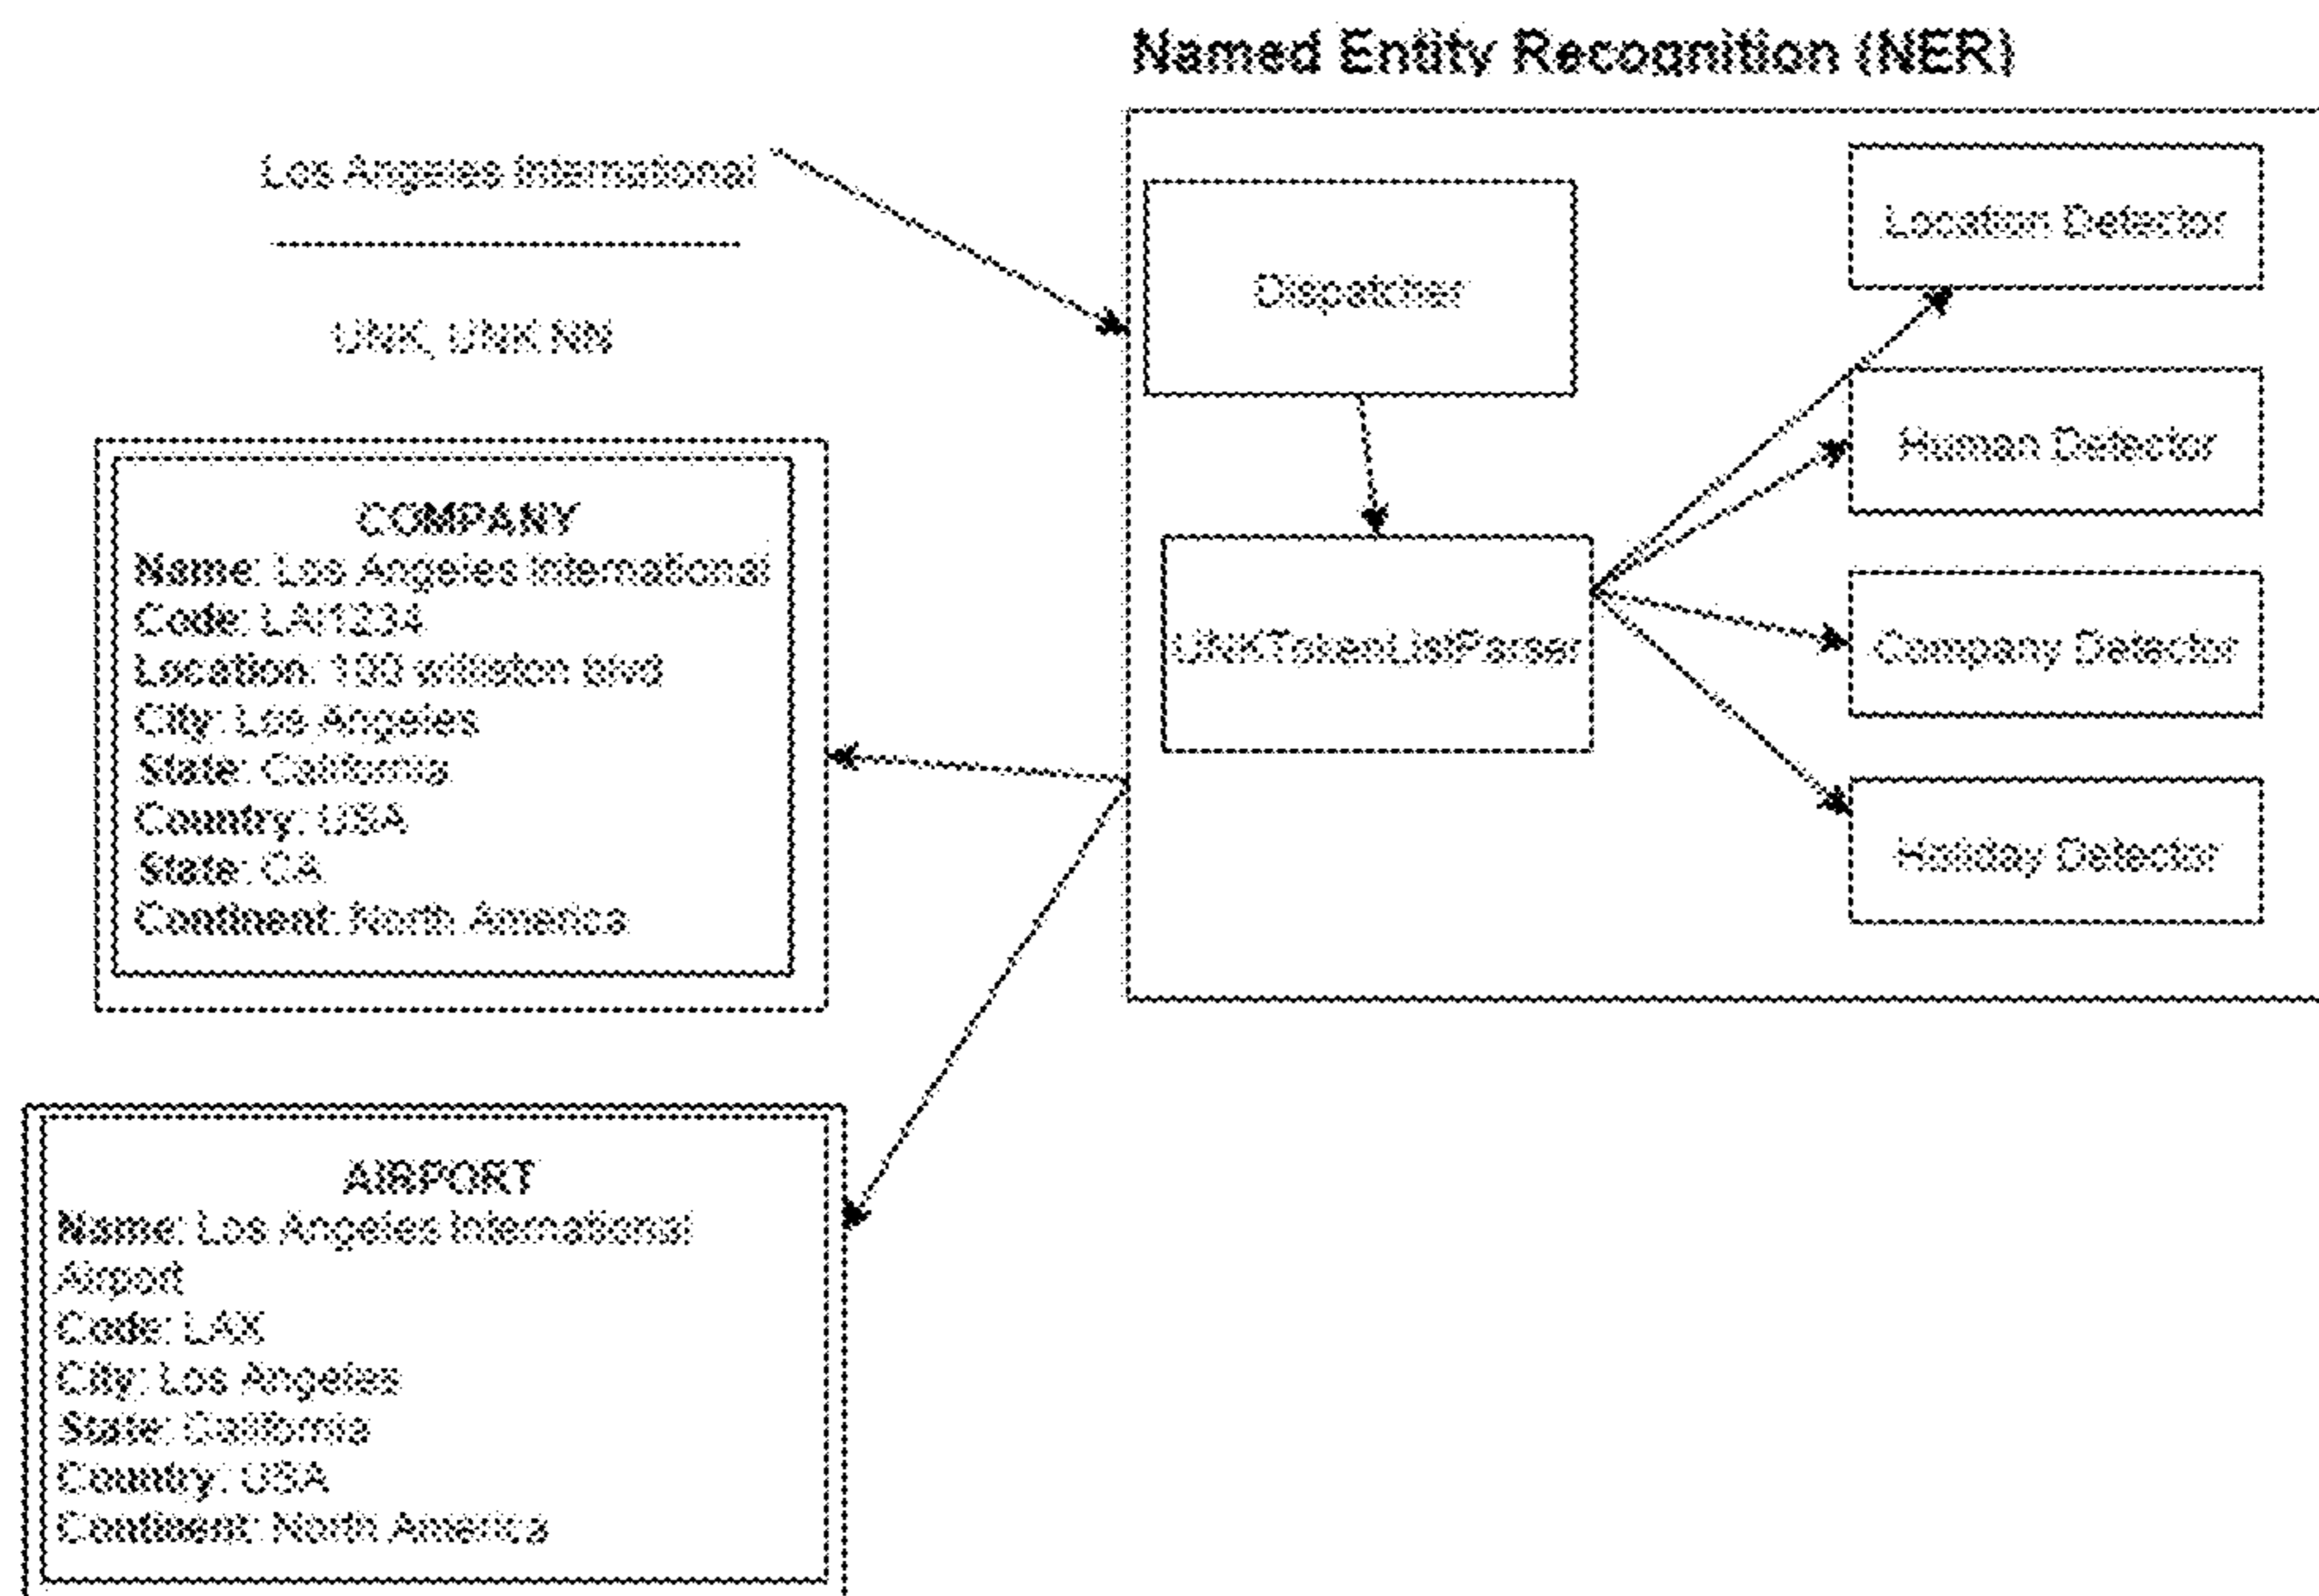 Named Entity Recognition (NER)
Los Angeles International
UNK, UNK NN
Dispatcher
UNKTokenListParser
Location Detector
Human Detector
Company Detector
Holiday Detector
COMPANY
Name: Los Angeles International
Code: LAI1234
Location: 100 williston blvd
City: Los Angeles
State: California
Country: USA
State: CA
Continent: North America
AIRPORT
Name: Los Angeles International
Airport
Code: LAX
City: Los Angeles
State: California
Country: USA
Continent: North America